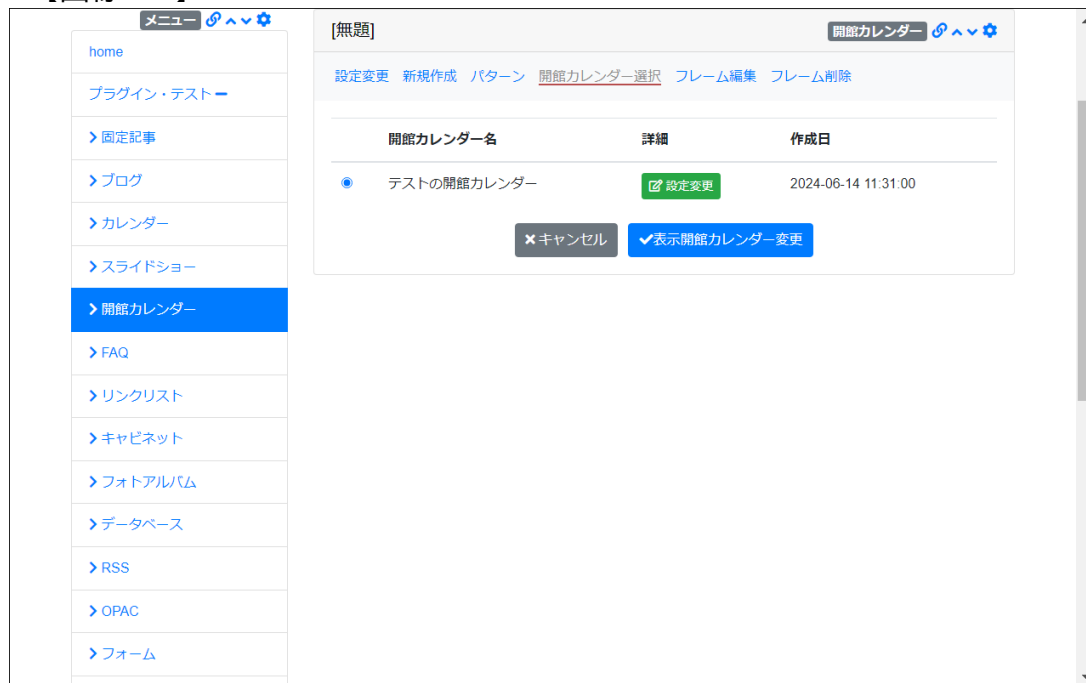 メニュー
home
プラグイン・テスト
固定記事
ブログ
カレンダー
スライドショー
開館カレンダー
FAQ
リンクリスト
キャビネット
フォトアルバム
データベース
RSS
OPAC
フォーム
[無題] 開館カレンダー
設定変更 新規作成 パターン 開館カレンダー選択 フレーム編集 フレーム削除
開館カレンダー名 詳細 作成日
テストの開館カレンダー 設定変更 2024-06-14 11:31:00
キャンセル 表示開館カレンダー変更